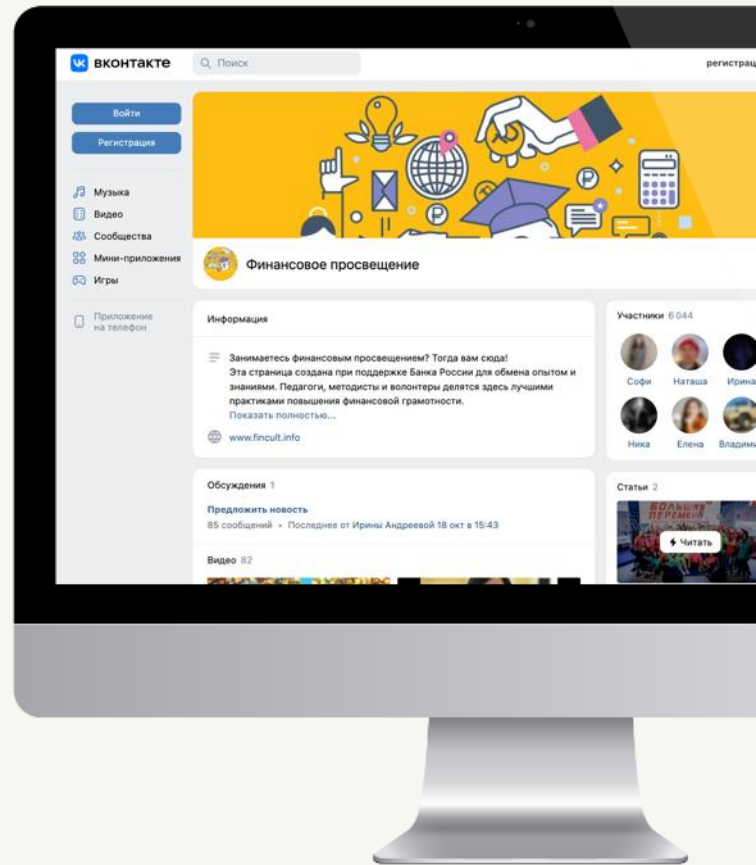 вконтакте
Поиск
регистрац
Войти
Регистрация
Музыка
Видео
Сообщества
Мини-приложения
Игры
Приложение
на телефон
Финансовое просвещение
Информация
Занимаетесь финансовым просвещением? Тогда вам сюда!
Эта страница создана при поддержке Банка России для обмена опытом и
знаниями. Педагоги, методисты и волонтеры делятся здесь лучшими
практиками повышения финансовой грамотности.
Показать полностью...
www.fincult.info
Обсуждения 1
Предложить новость
85 сообщений • Последнее от Ирины Андреевой 18 окт в 15:43
Видео 82
Участники 6 044
Софи Наташа Ирина
Ника Елена Владими
Статьи 2
БОЛЬШАЯ
ПЕРЕМЕНА
Читать